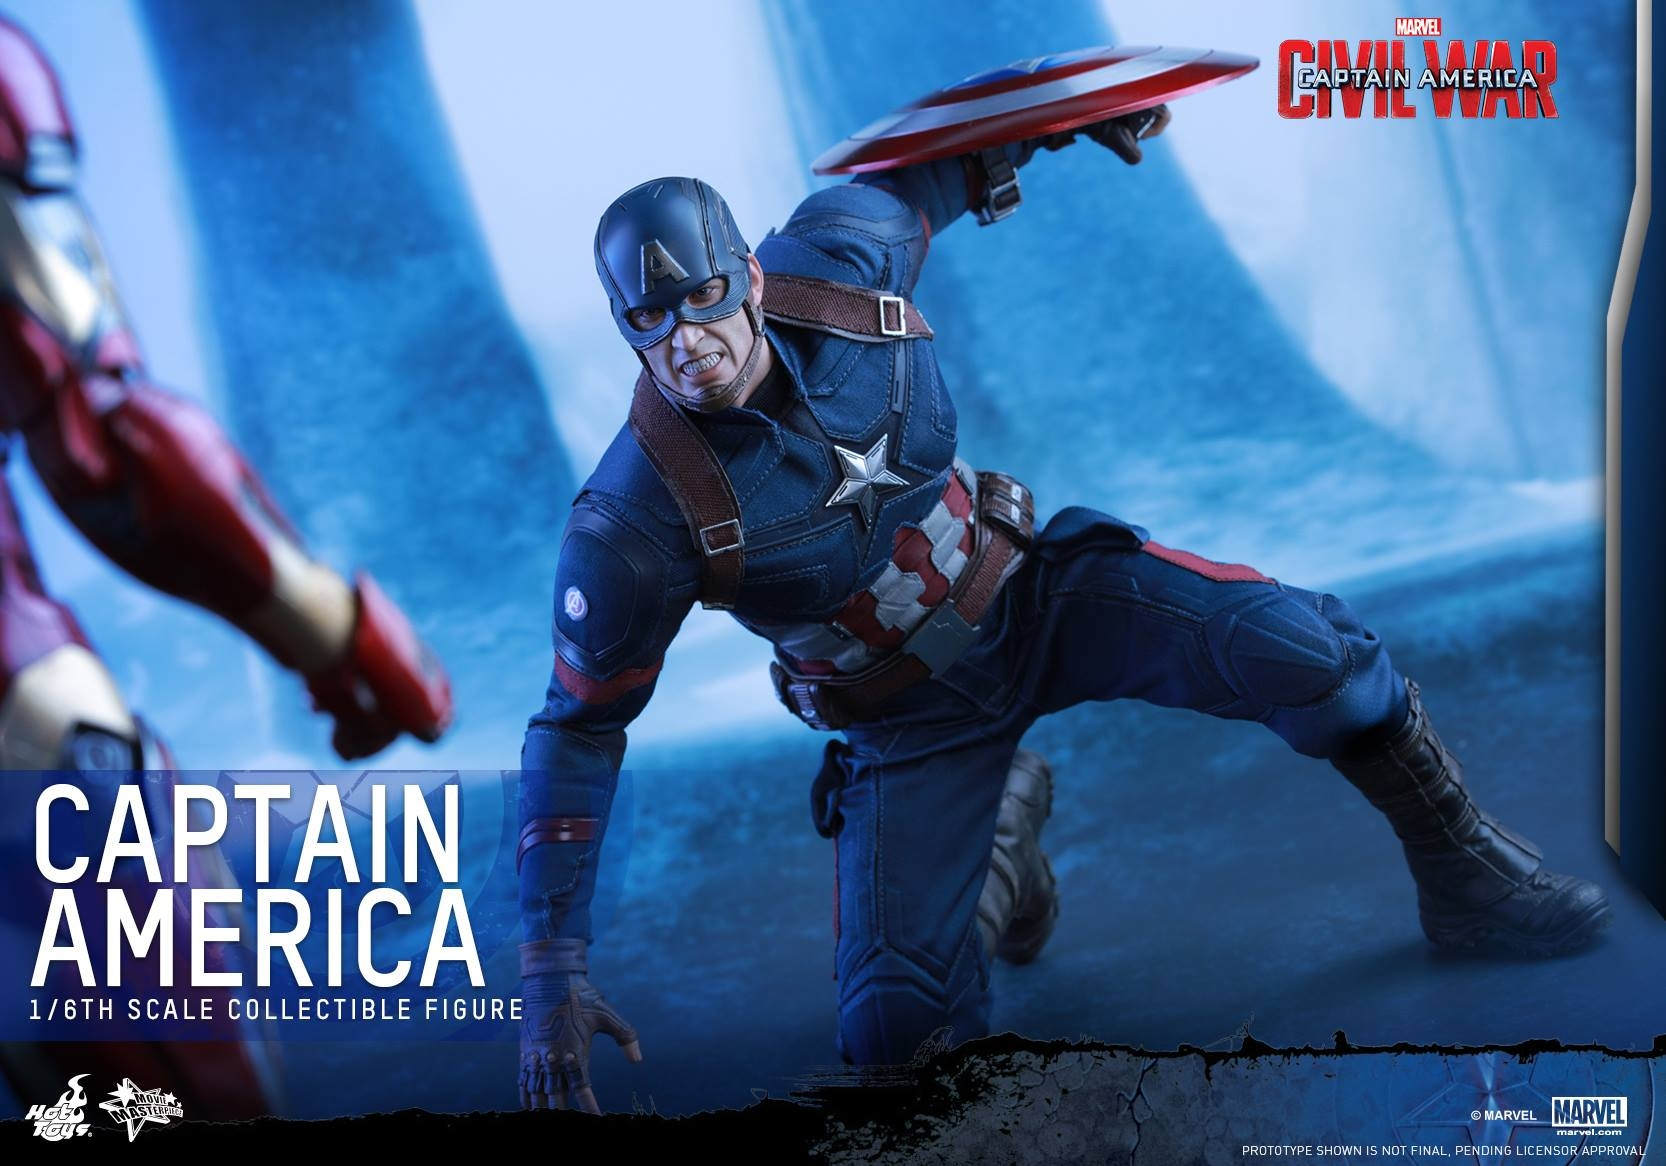 MARVEL
CIVIL WAR
CAPTAIN AMERICA
A
CAPTAIN
AMERICA
1/6TH SCALE COLLECTIBLE FIGURE
HOT
TOYS.
MOVIE
MASTERPIECE
© MARVEL
MARVEL
marvel.com
PROTOTYPE SHOWN IS NOT FINAL, PENDING LICENSOR APPROVAL